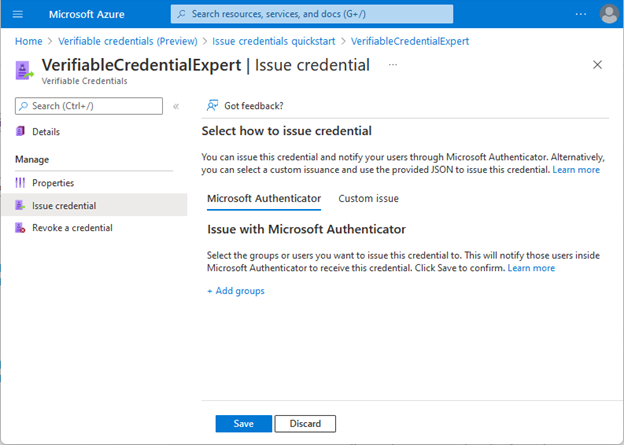 Microsoft Azure
Search resources, services, and docs (G+/)
Home > Verifiable credentials (Preview) > Issue credentials quickstart > VerifiableCredentialExpert
VerifiableCredentialExpert | Issue credential ...
Verifiable Credentials
Search (Ctrl+/)
Got feedback?
Details
Manage
Properties
Issue credential
Revoke a credential
Select how to issue credential
You can issue this credential and notify your users through Microsoft Authenticator. Alternatively,
you can select a custom issuance and use the provided JSON to issue this credential. Learn more
Microsoft Authenticator Custom issue
Issue with Microsoft Authenticator
Select the groups or users you want to issue this credential to. This will notify those users inside
Microsoft Authenticator to receive this credential. Click Save to confirm. Learn more
+ Add groups
Save Discard